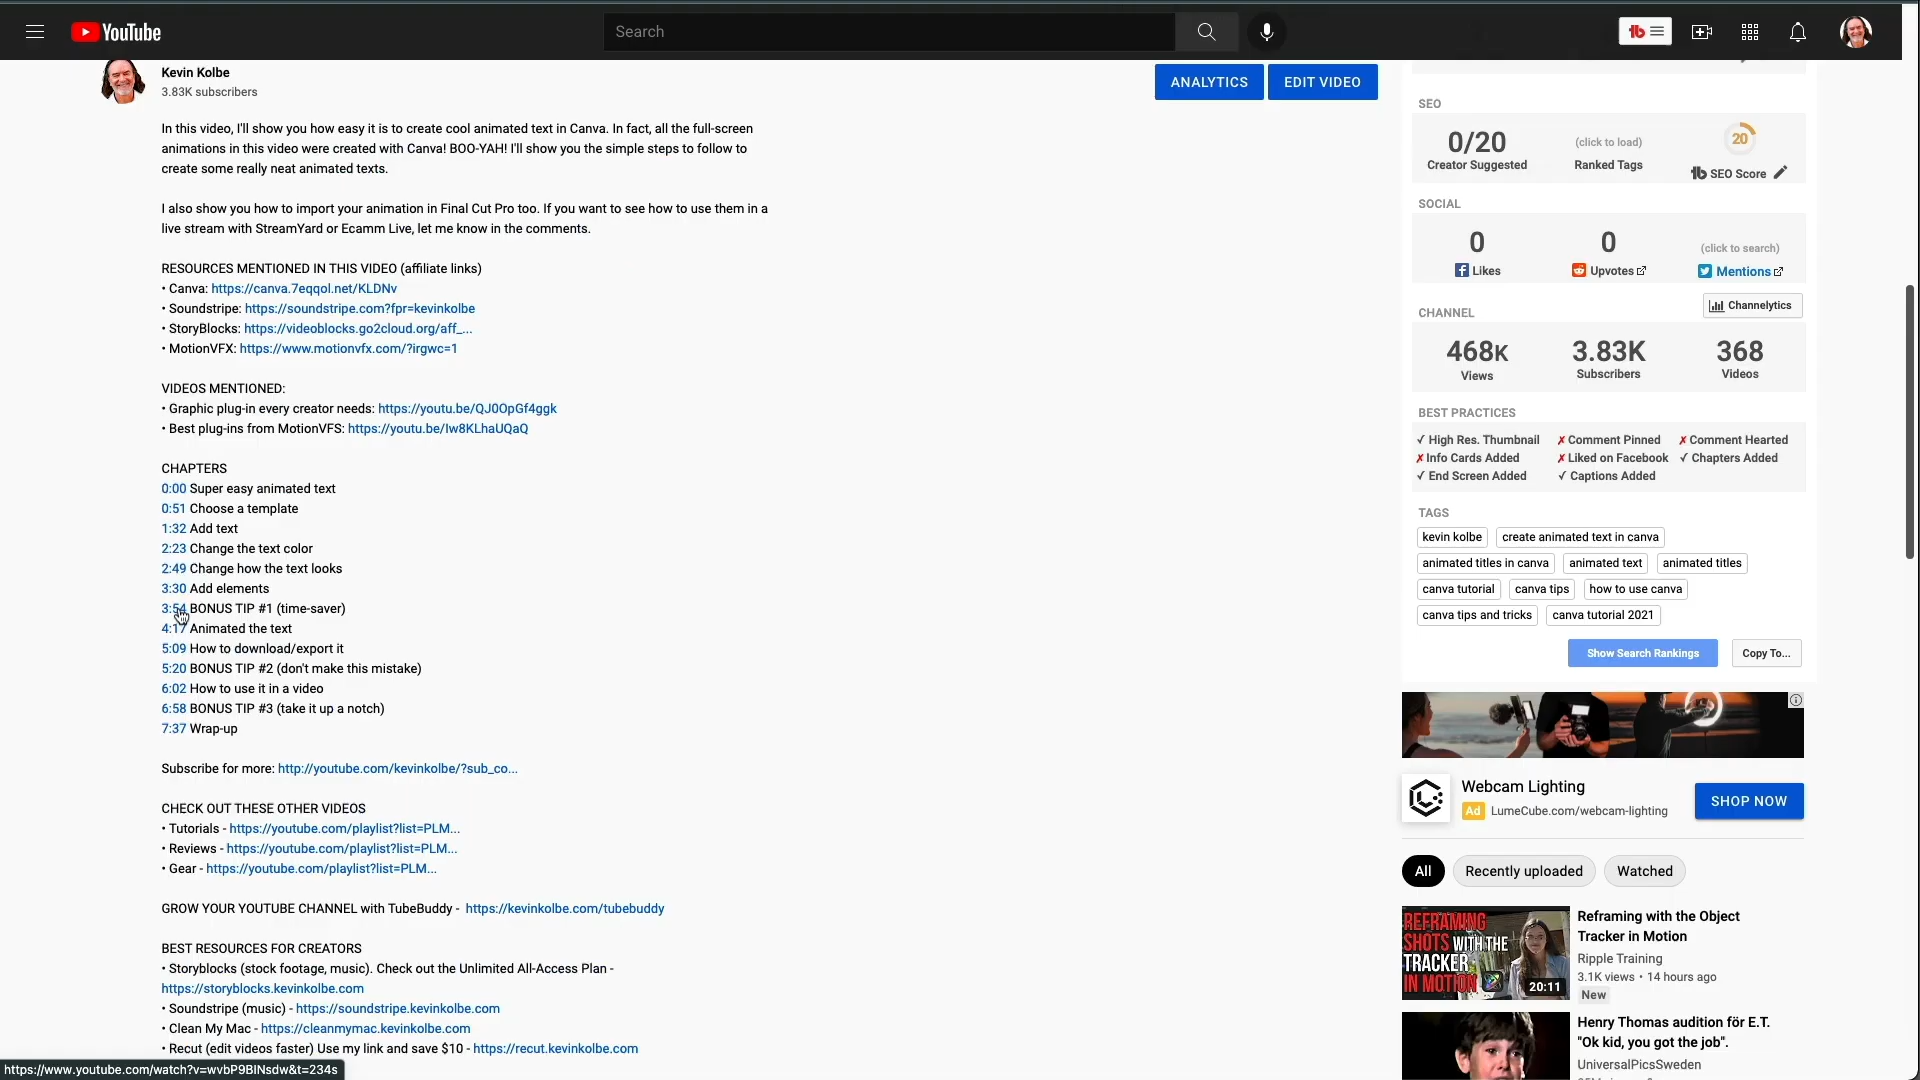 YouTube
Search
Kevin Kolbe
3.83K subscribers
ANALYTICS
EDIT VIDEO
In this video, I'll show you how easy it is to create cool animated text in Canva. In fact, all the full-screen
animations in this video were created with Canva! BOO-YAH! I'll show you the simple steps to follow to
create some really neat animated texts.
I also show you how to import your animation in Final Cut Pro too. If you want to see how to use them in a
live stream with StreamYard or Ecamm Live, let me know in the comments.
RESOURCES MENTIONED IN THIS VIDEO (affiliate links)
• Canva: https://canva.7eqqol.net/KLDNv
• Soundstripe: https://soundstripe.com?fpr=kevinkolbe
• StoryBlocks: https://videoblocks.go2cloud.org/aff_...
• MotionVFX: https://www.motionvfx.com/?irgwc=1
VIDEOS MENTIONED:
• Graphic plug-in every creator needs: https://youtu.be/QJ0OpGf4ggk
• Best plug-ins from MotionVFS: https://youtu.be/Iw8KLhaUQaQ
CHAPTERS
0:00 Super easy animated text
0:51 Choose a template
1:32 Add text
2:23 Change the text color
2:49 Change how the text looks
3:30 Add elements
3:54 BONUS TIP #1 (time-saver)
4:17 Animated the text
5:09 How to download/export it
5:20 BONUS TIP #2 (don't make this mistake)
6:02 How to use it in a video
6:58 BONUS TIP #3 (take it up a notch)
7:37 Wrap-up
Subscribe for more: http://youtube.com/kevinkolbe/?sub_co...
CHECK OUT THESE OTHER VIDEOS
• Tutorials - https://youtube.com/playlist?list=PLM...
• Reviews - https://youtube.com/playlist?list=PLM...
• Gear - https://youtube.com/playlist?list=PLM...
GROW YOUR YOUTUBE CHANNEL with TubeBuddy - https://kevinkolbe.com/tubebuddy
BEST RESOURCES FOR CREATORS
• Storyblocks (stock footage, music). Check out the Unlimited All-Access Plan -
https://storyblocks.kevinkolbe.com
• Soundstripe (music) - https://soundstripe.kevinkolbe.com
• Clean My Mac - https://cleanmymac.kevinkolbe.com
• Recut (edit videos faster) Use my link and save $10 - https://recut.kevinkolbe.com
https://www.youtube.com/watch?v=wvbP9BlNsdw&t=234s
SEO
0/20
Creator Suggested
(click to load)
Ranked Tags
20
tb SEO Score
SOCIAL
0
Likes
0
Upvotes
(click to search)
Mentions
CHANNEL
Channelytics
468K
Views
3.83K
Subscribers
368
Videos
BEST PRACTICES
✓ High Res. Thumbnail ✗ Comment Pinned ✗ Comment Hearted
✗ Info Cards Added ✗ Liked on Facebook ✓ Chapters Added
✓ End Screen Added ✓ Captions Added
TAGS
kevin kolbe create animated text in canva
animated titles in canva animated text animated titles
canva tutorial canva tips how to use canva
canva tips and tricks canva tutorial 2021
Show Search Rankings
Copy To...
Webcam Lighting
Ad LumeCube.com/webcam-lighting
SHOP NOW
All
Recently uploaded
Watched
REFRAMING
SHOTS WITH THE
TRACKER
IN MOTION
20:11
Reframing with the Object
Tracker in Motion
Ripple Training
3.1K views • 14 hours ago
New
Henry Thomas audition för E.T.
"Ok kid, you got the job".
UniversalPicsSweden